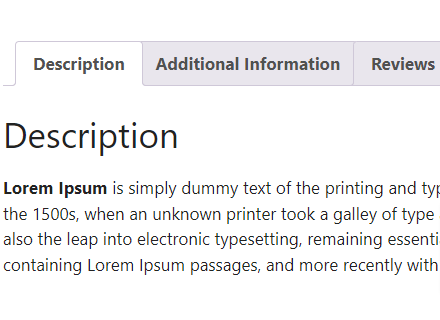 Description Additional Information Reviews
Description
Lorem Ipsum is simply dummy text of the printing and
the 1500s, when an unknown printer took a galley of type
also the leap into electronic typesetting, remaining
containing Lorem Ipsum passages, and more recently with